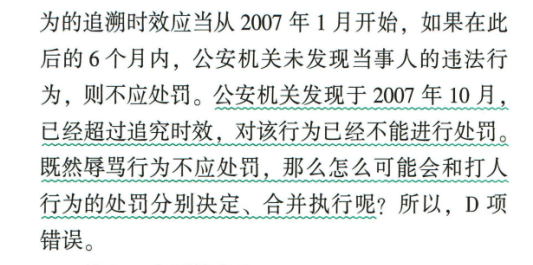 为的追溯时效应当从 2007 年 1 月开始，如果在此
后的 6 个月内，公安机关未发现当事人的违法行
为，则不应处罚。公安机关发现于 2007 年 10 月，
已经超过追究时效，对该行为已经不能进行处罚。
既然辱骂行为不应处罚，那么怎么可能会和打人
行为的处罚分别决定、合并执行呢？所以，D 项
错误。